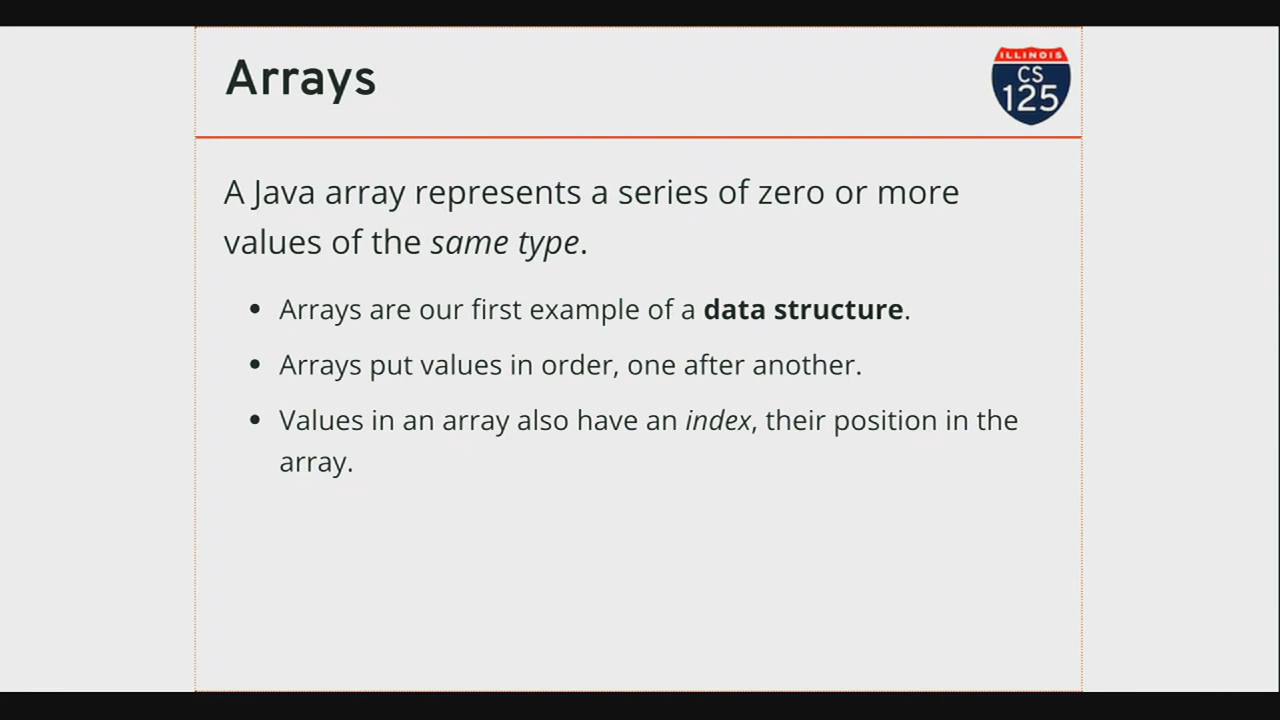 Arrays
ILLINOIS
CS
125
A Java array represents a series of zero or more
values of the same type.
• Arrays are our first example of a data structure.
• Arrays put values in order, one after another.
• Values in an array also have an index, their position in the
array.